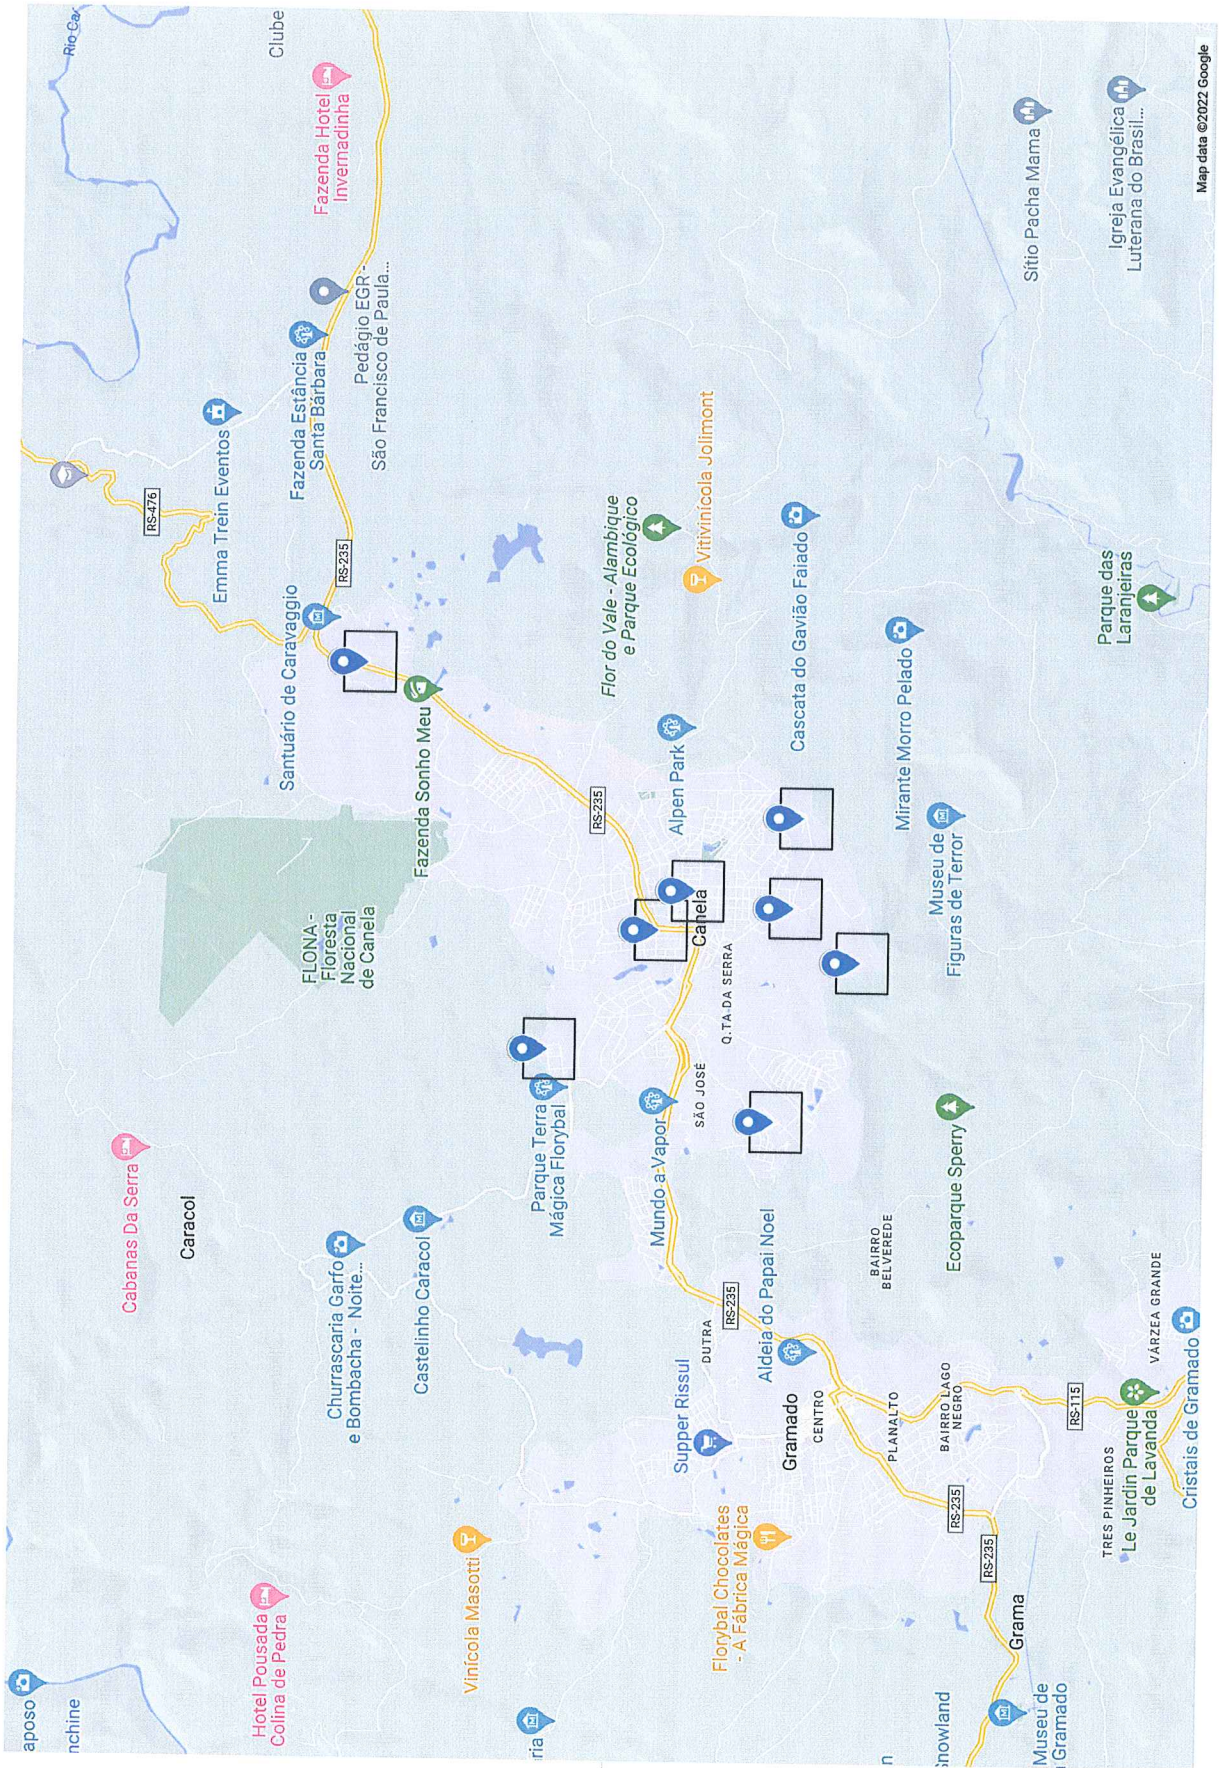 aposo
nchine
Hotel Pousada
Colina de Pedra
Cabanas Da Serra
Caracol
Churrascaria Garfo
e Bombacha - Noite...
Castelinho Caracol
Vinícola Masotti
ria
FLONA -
Floresta
Nacional
de Canela
Santuário de Caravaggio
Fazenda Sonho Meu
RS-476
Emma Trein Eventos
RS-235
Fazenda Estância
Santa Bárbara
Pedágio EGR -
São Francisco de Paula...
Fazenda Hotel
Invernadinha
Clube
Parque Terra
Mágica Florybal
Mundo a Vapor
SÃO JOSÉ
Q.TA DA SERRA
Canela
RS-235
Alpen Park
Flor do Vale - Alambique
e Parque Ecológico
Vitivinícola Jolimont
Cascata do Gavião Faiado
Mirante Morro Pelado
Museu de
Figuras de Terror
Parque das
Laranjeiras
Sítio Pacha Mama
Igreja Evangélica
Luterana do Brasil...
Supper Rissul
DUTRA
RS-235
Aldeia do Papai Noel
Florybal Chocolates
- A Fábrica Mágica
Gramado
CENTRO
PLANALTO
BAIRRO
BELVEREDE
BAIRRO LAGO
NEGRO
Ecoparque Sperry
RS-235
RS-235
RS-115
Grama
TRES PINHEIROS
Le Jardin Parque
de Lavanda
VÁRZEA GRANDE
Cristais de Gramado
n
Snowland
Museu de
Gramado
Map data ©2022 Google